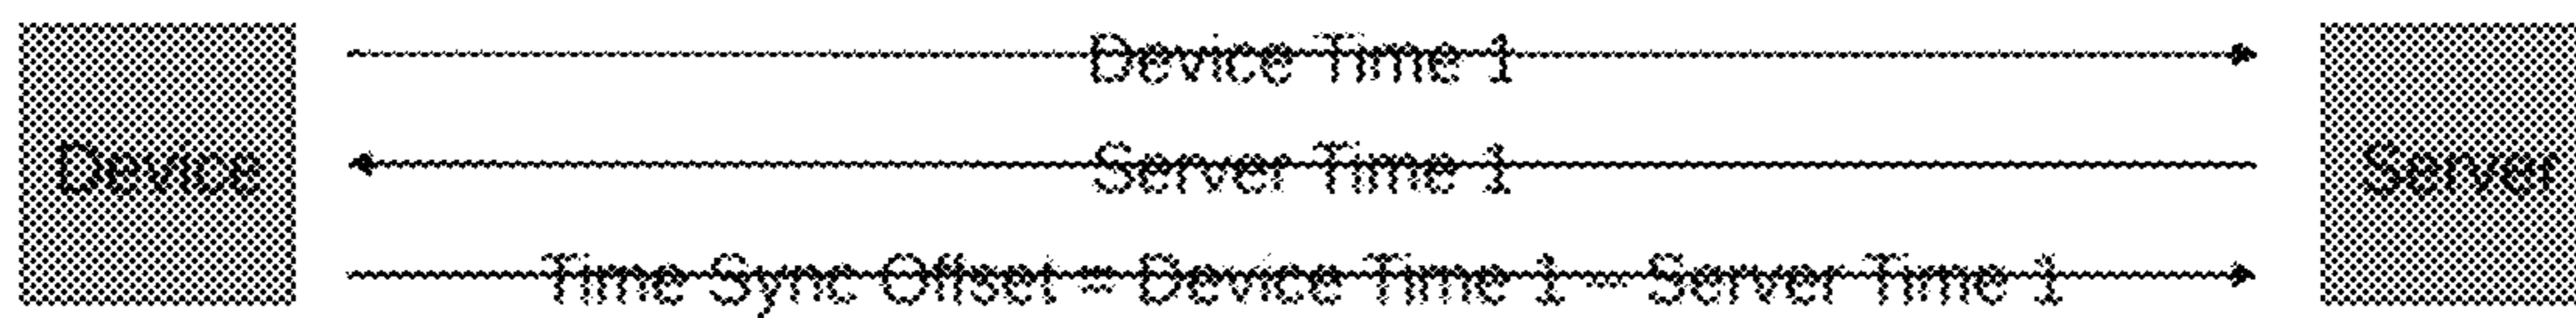 Device Time 1
Device
Server Time 1
Server
Time Sync Offset = Device Time 1 - Server Time 1